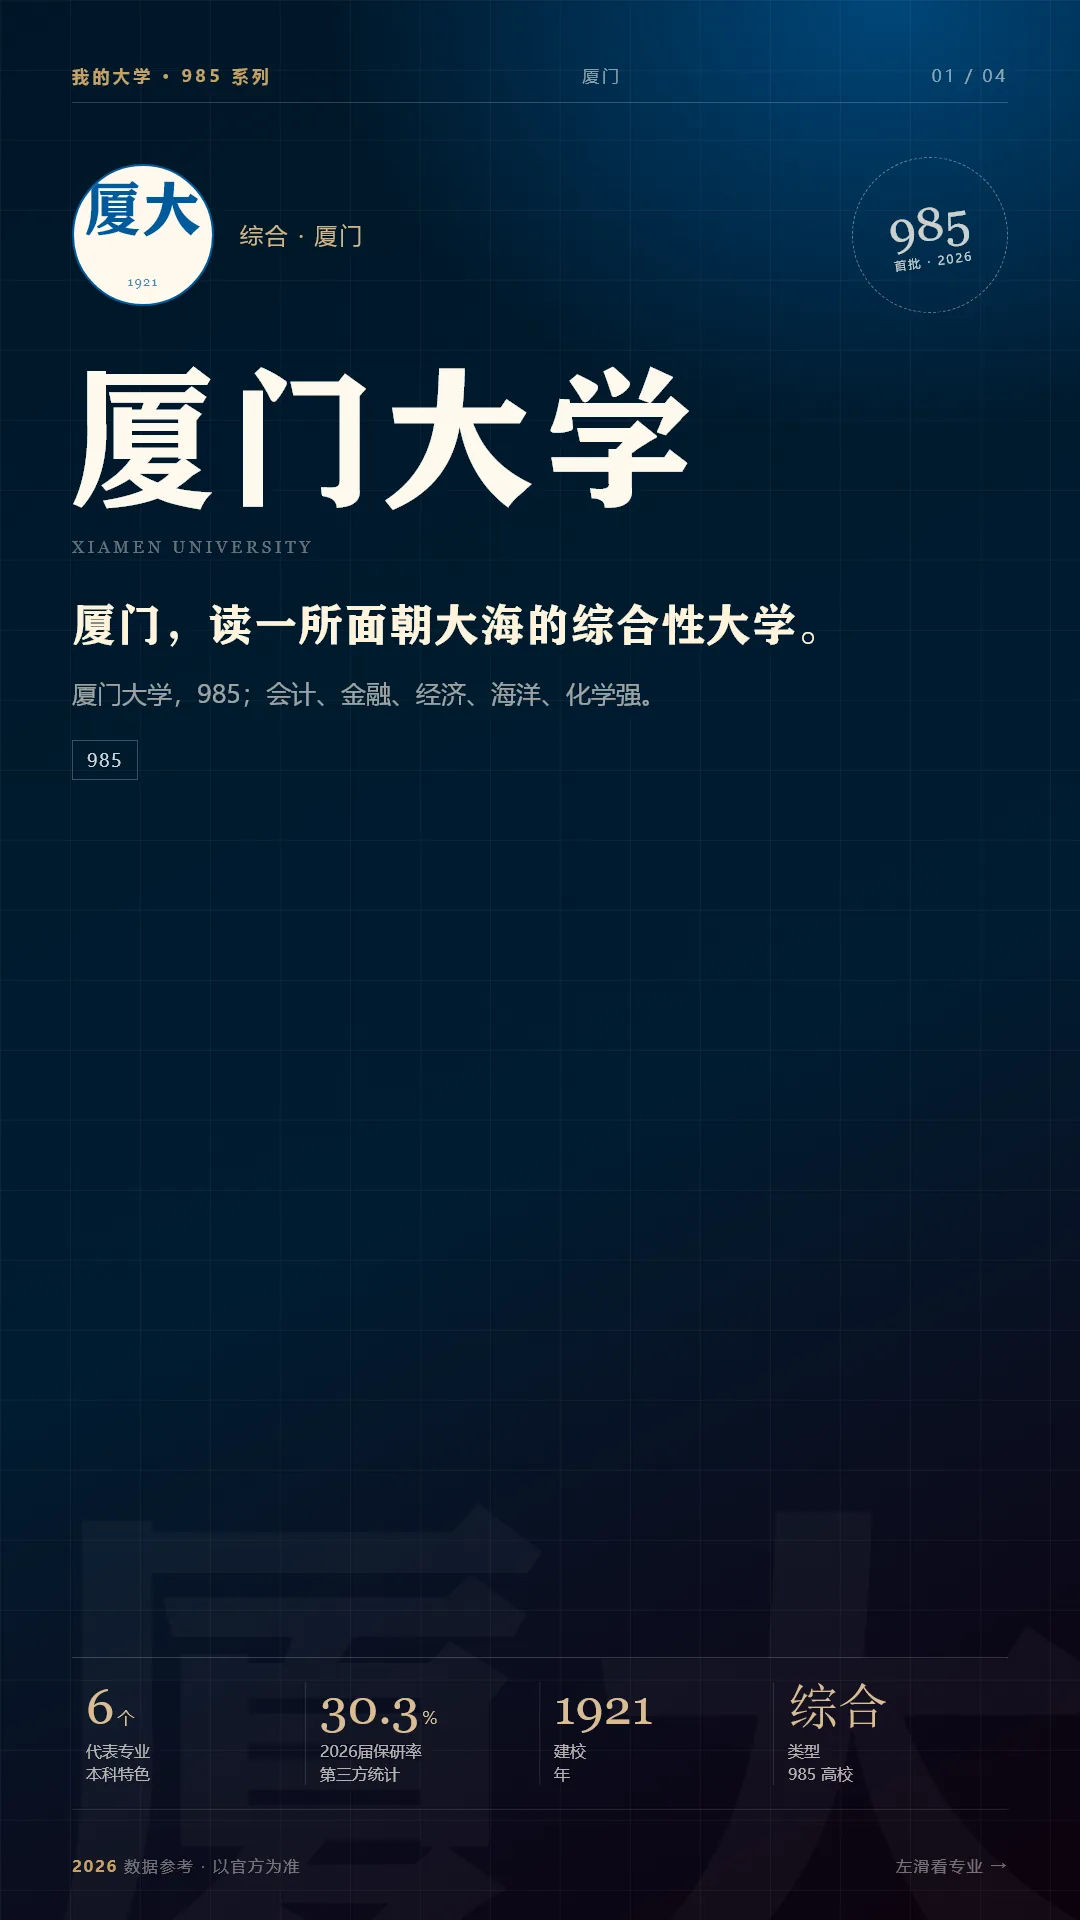 我的大学 · 985 系列
厦门
01 / 04
厦大
1921
综合 · 厦门
985
首批 · 2026
厦门大学
XIAMEN UNIVERSITY
厦门，读一所面朝大海的综合性大学。
厦门大学，985；会计、金融、经济、海洋、化学强。
985
厦大
6个
代表专业
本科特色
30.3%
2026届保研率
第三方统计
1921
建校
年
综合
类型
985 高校
2026 数据参考 · 以官方为准
左滑看专业 →